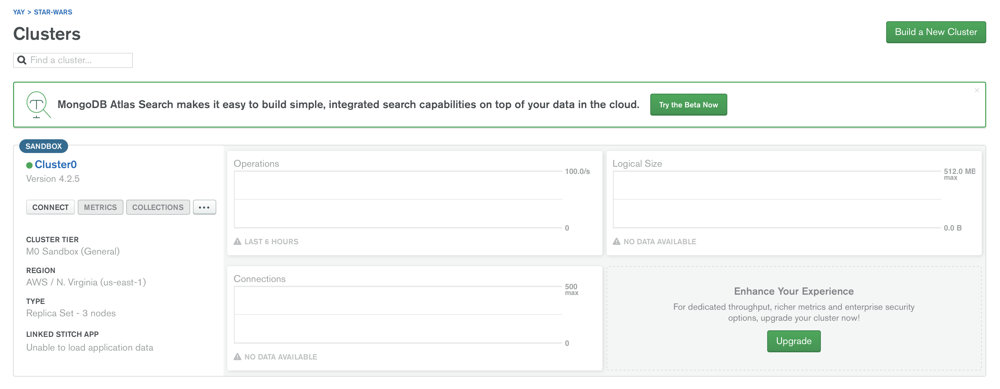 YAY > STAR-WARS
Clusters
Build a New Cluster
Find a cluster...
MongoDB Atlas Search makes it easy to build simple, integrated search capabilities on top of your data in the cloud.
Try the Beta Now
SANDBOX
Cluster0
Version 4.2.5
CONNECT
METRICS
COLLECTIONS
...
CLUSTER TIER
M0 Sandbox (General)
REGION
AWS / N. Virginia (us-east-1)
TYPE
Replica Set - 3 nodes
LINKED STITCH APP
Unable to load application data
Operations
100.0/s
0
LAST 6 HOURS
Logical Size
512.0 MB
max
0.0 B
NO DATA AVAILABLE
Connections
500
max
0
NO DATA AVAILABLE
Enhance Your Experience
For dedicated throughput, richer metrics and enterprise security
options, upgrade your cluster now!
Upgrade